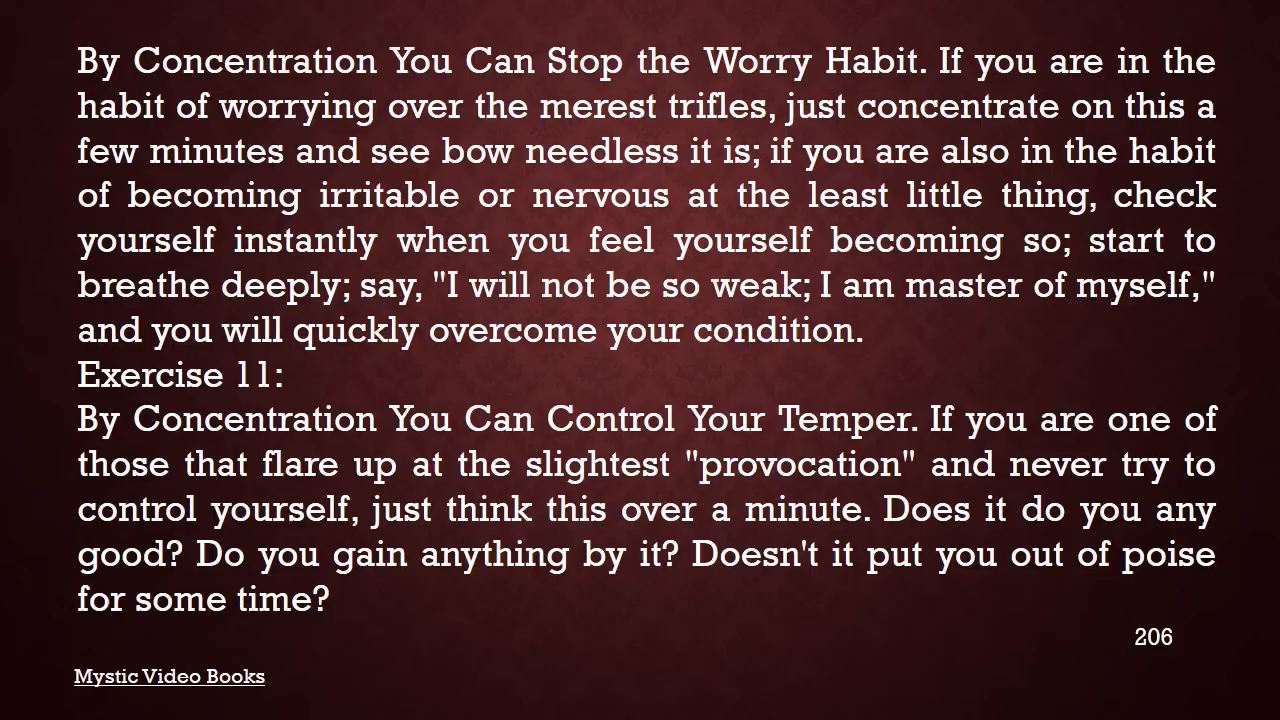 By Concentration You Can Stop the Worry Habit. If you are in the
habit of worrying over the merest trifles, just concentrate on this a
few minutes and see bow needless it is; if you are also in the habit
of becoming irritable or nervous at the least little thing, check
yourself instantly when you feel yourself becoming so; start to
breathe deeply; say, "I will not be so weak; I am master of myself,"
and you will quickly overcome your condition.
Exercise 11:
By Concentration You Can Control Your Temper. If you are one of
those that flare up at the slightest "provocation" and never try to
control yourself, just think this over a minute. Does it do you any
good? Do you gain anything by it? Doesn't it put you out of poise
for some time?
206
Mystic Video Books